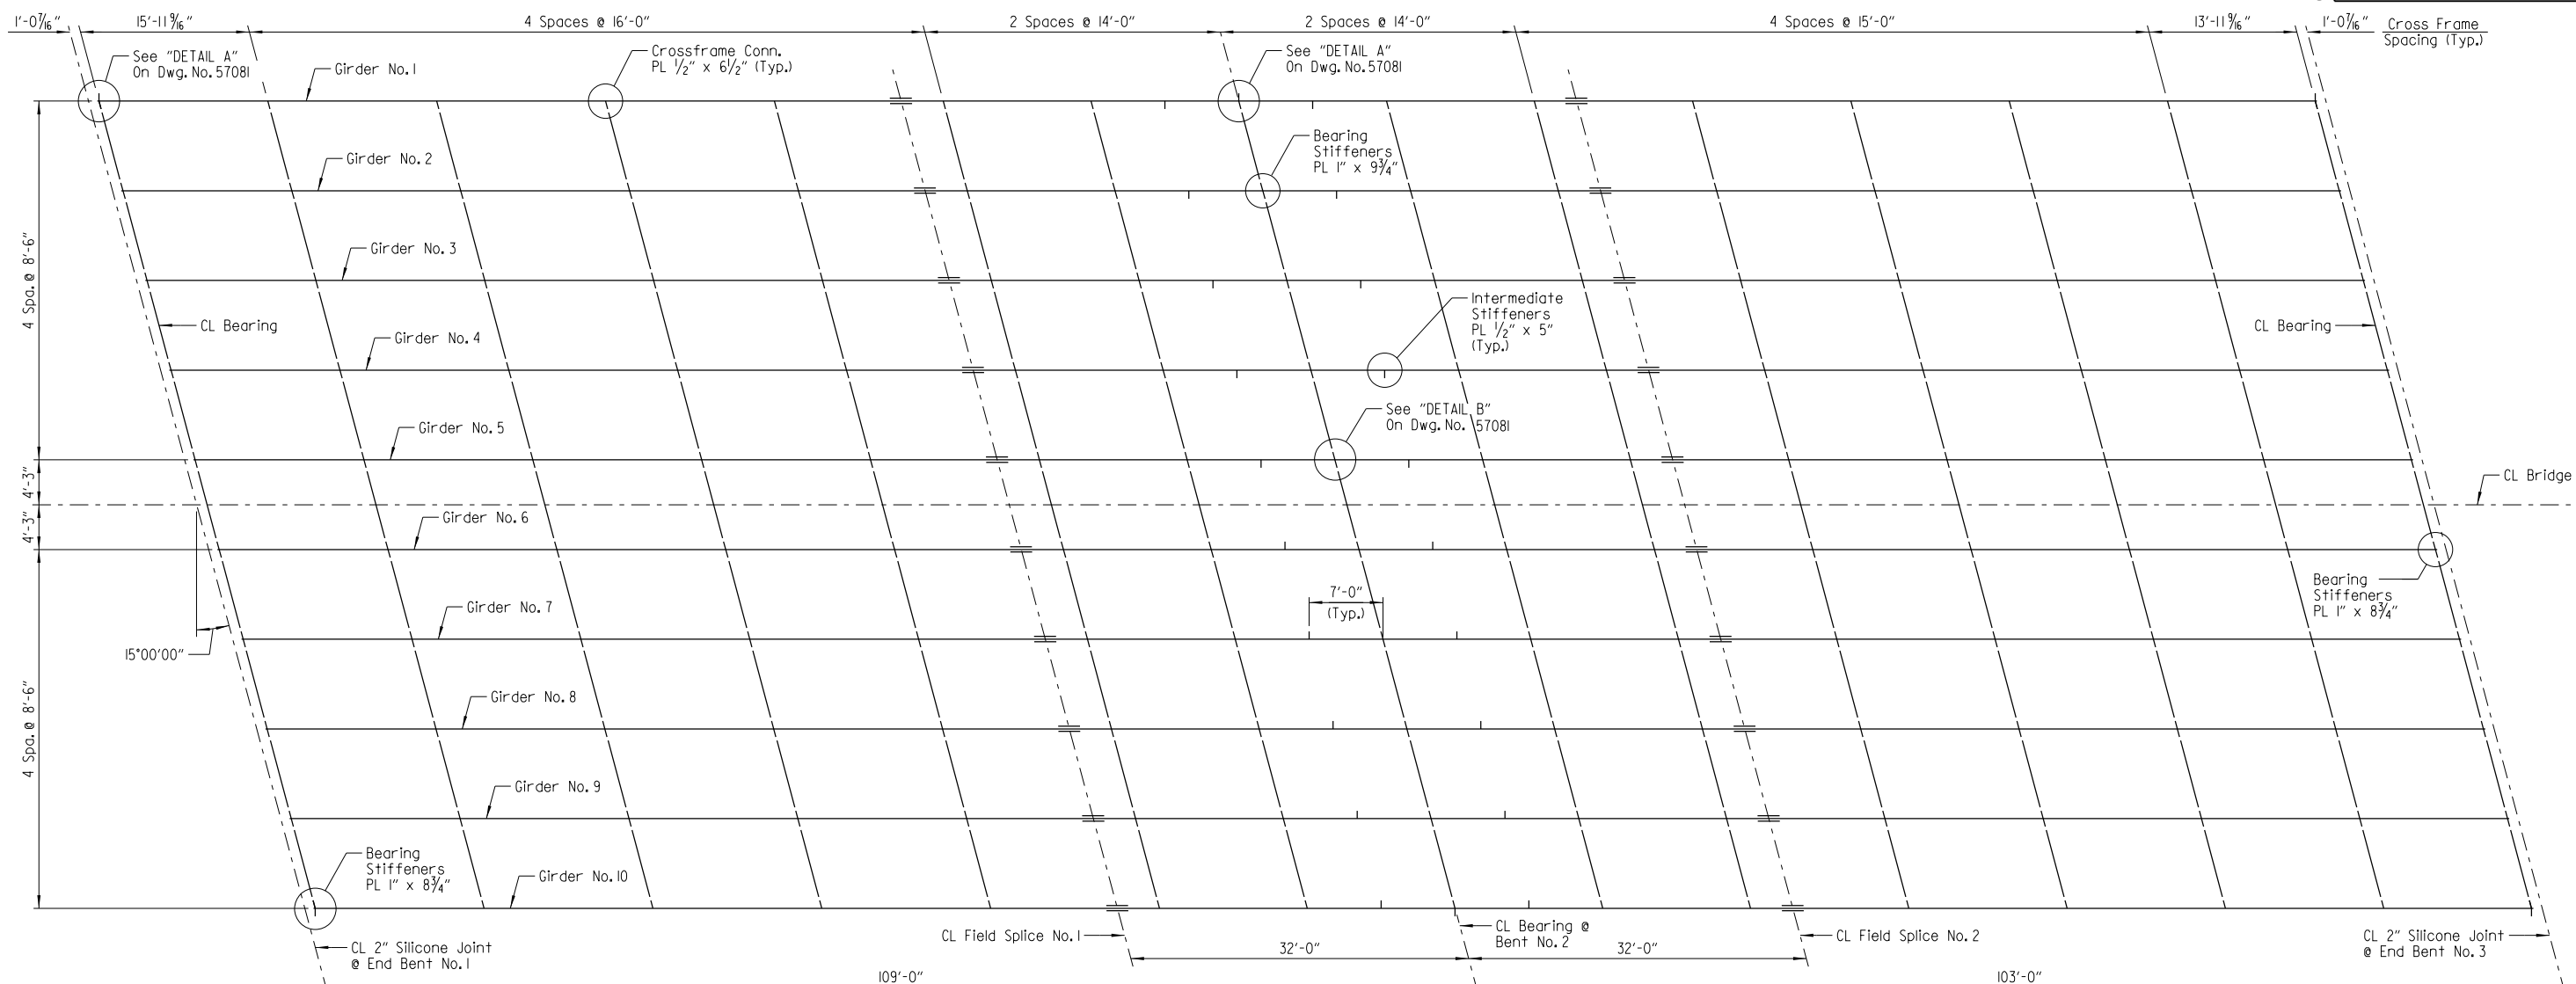 1'-0 7/16"
15'-11 9/16"
4 Spaces @ 16'-0"
2 Spaces @ 14'-0"
2 Spaces @ 14'-0"
4 Spaces @ 15'-0"
13'-11 9/16"
1'-0 7/16"
Cross Frame
Spacing (Typ.)
See "DETAIL A"
On Dwg. No. 57081
Girder No. 1
Crossframe Conn.
PL 1/2" x 6 1/2" (Typ.)
See "DETAIL A"
On Dwg. No. 57081
Bearing
Stiffeners
PL 1" x 9 3/4"
Girder No. 2
Girder No. 3
4 Spa. @ 8'-6"
CL Bearing
Intermediate
Stiffeners
PL 1/2" x 5"
(Typ.)
CL Bearing
Girder No. 4
See "DETAIL B"
On Dwg. No. 57081
Girder No. 5
4'-3"
CL Bridge
4'-3"
Girder No. 6
Bearing
Stiffeners
PL 1" x 8 3/4"
7'-0"
(Typ.)
Girder No. 7
15°00'00"
4 Spa. @ 8'-6"
Girder No. 8
Girder No. 9
Bearing
Stiffeners
PL 1" x 8 3/4"
Girder No. 10
CL 2" Silicone Joint
@ End Bent No. 1
CL Field Splice No. 1
CL Bearing @
Bent No. 2
CL Field Splice No. 2
CL 2" Silicone Joint
@ End Bent No. 3
32'-0"
32'-0"
109'-0"
103'-0"